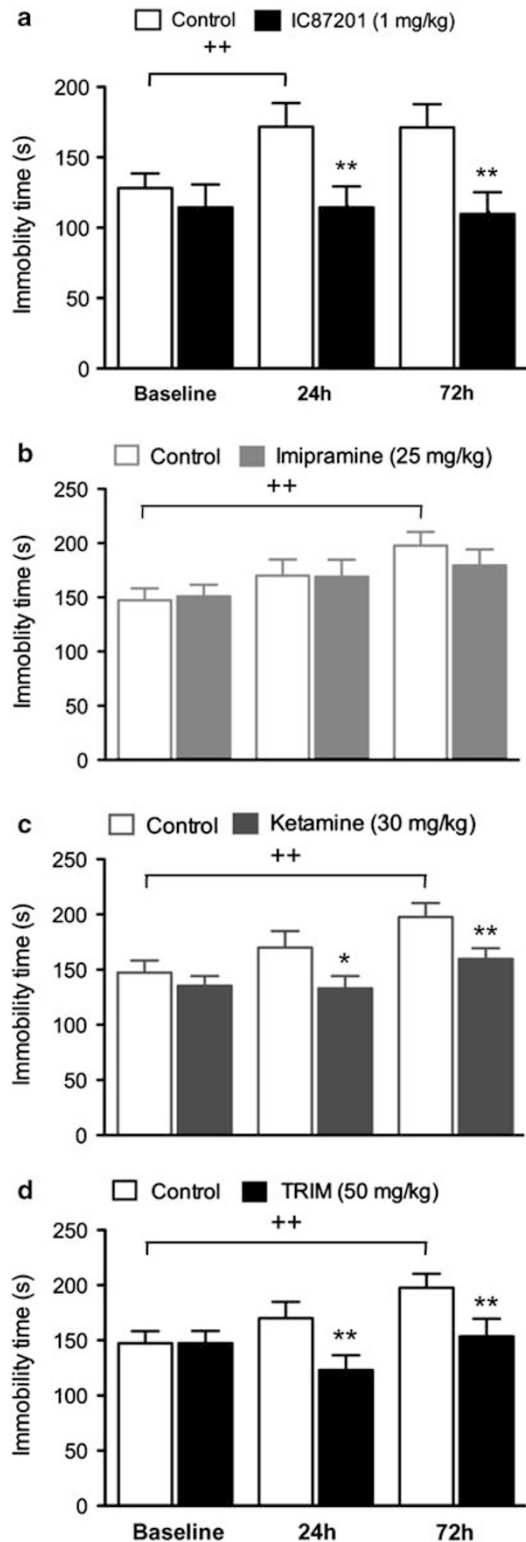 a
Control IC87201 (1 mg/kg)
++
200
150
100
50
0
Immoblity time (s)
** **
Baseline 24h 72h
b
Control Imipramine (25 mg/kg)
++
250
200
150
100
50
0
Immoblity time (s)
c
Control Ketamine (30 mg/kg)
++
250
200
150
100
50
0
Immobility time (s)
* **
d
Control TRIM (50 mg/kg)
++
250
200
150
100
50
0
Immobility time (s)
** **
Baseline 24h 72h